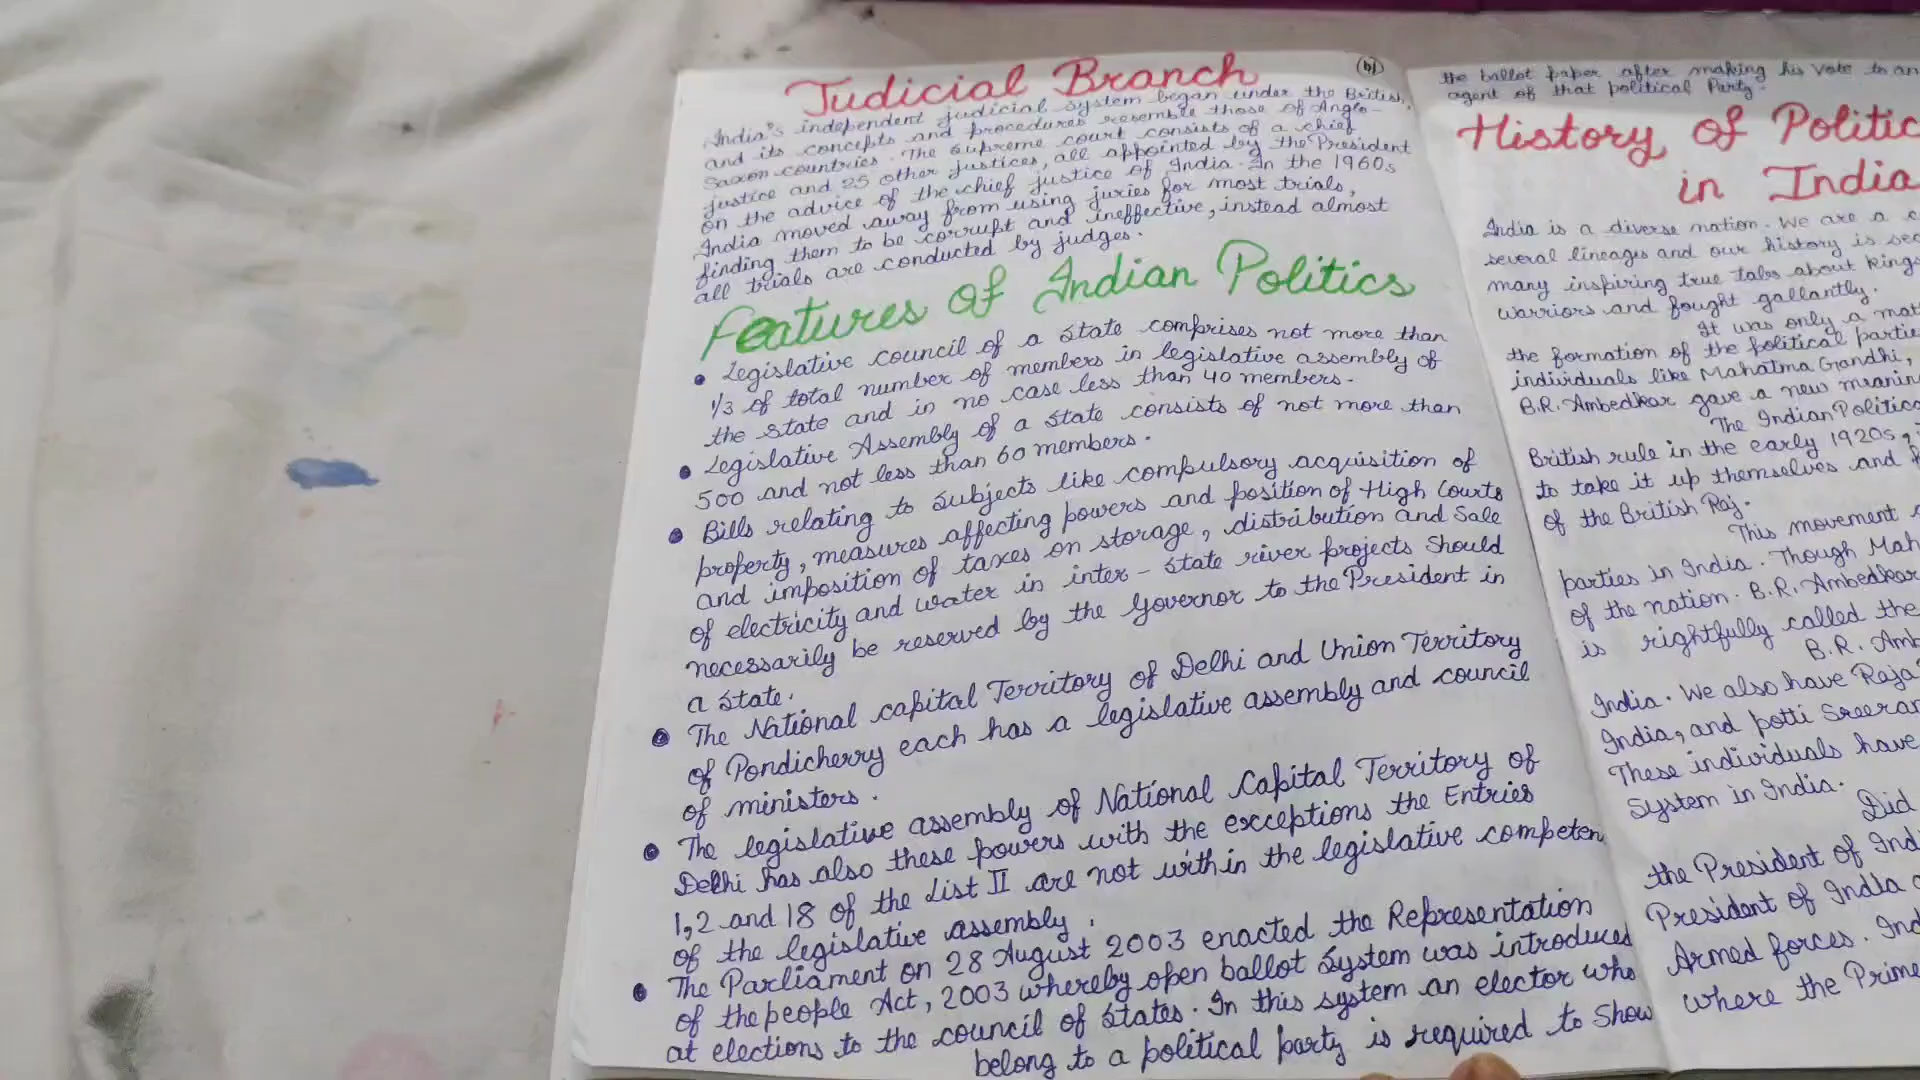 Judicial Branch
India's independent judicial system began under the British,
and its concepts and procedures resemble those of Anglo-
Saxon countries. The Supreme court consists of a chief
justice and 25 other justices, all appointed by the President
on the advice of the chief justice of India. In the 1960s
India moved away from using juries for most trials,
finding them to be corrupt and ineffective, instead almost
all trials are conducted by judges.
Features of Indian Politics
• Legislative council of a State comprises not more than
1/3 of total number of members in legislative assembly of
the state and in no case less than 40 members.
• Legislative Assembly of a State consists of not more than
500 and not less than 60 members.
• Bills relating to subjects like compulsory acquisition of
property, measures affecting powers and position of High Courts
and imposition of taxes on storage, distribution and Sale
of electricity and water in inter-state river projects should
necessarily be reserved by the Governor to the President in
a State.
• The National capital Territory of Delhi and Union Territory
of Pondicherry each has a legislative assembly and council
of ministers.
• The legislative assembly of National Capital Territory of
Delhi has also these powers with the exceptions the Entries
1,2 and 18 of the List II are not within the legislative competen
of the legislative assembly.
• The Parliament on 28 August 2003 enacted the Representation
of the people Act, 2003 whereby open ballot system was introduced
at elections to the council of States. In this system an elector who
belong to a political party is required to show
the ballot paper after making his vote to an
agent of that political Party.
History of Politic
in India
India is a diverse nation. We are a
several lineages and our history is
many inspiring true tales about kings
warriors and fought gallantly.
It was only a mat
the formation of the political partie
individuals like Mahatma Gandhi,
B.R. Ambedkar gave a new meanin
The Indian Politic
British rule in the early 1920s,
to take it up themselves and
of the British Raj.
This movement
parties in India. Though Mah
of the nation. B.R. Ambedkar
is rightfully called the
B.R. Amb
India. We also have Raja
India, and potti Sreeram
These individuals have
System in India.
Did
the President of Ind
President of India
Armed forces. Ind
where the Prime